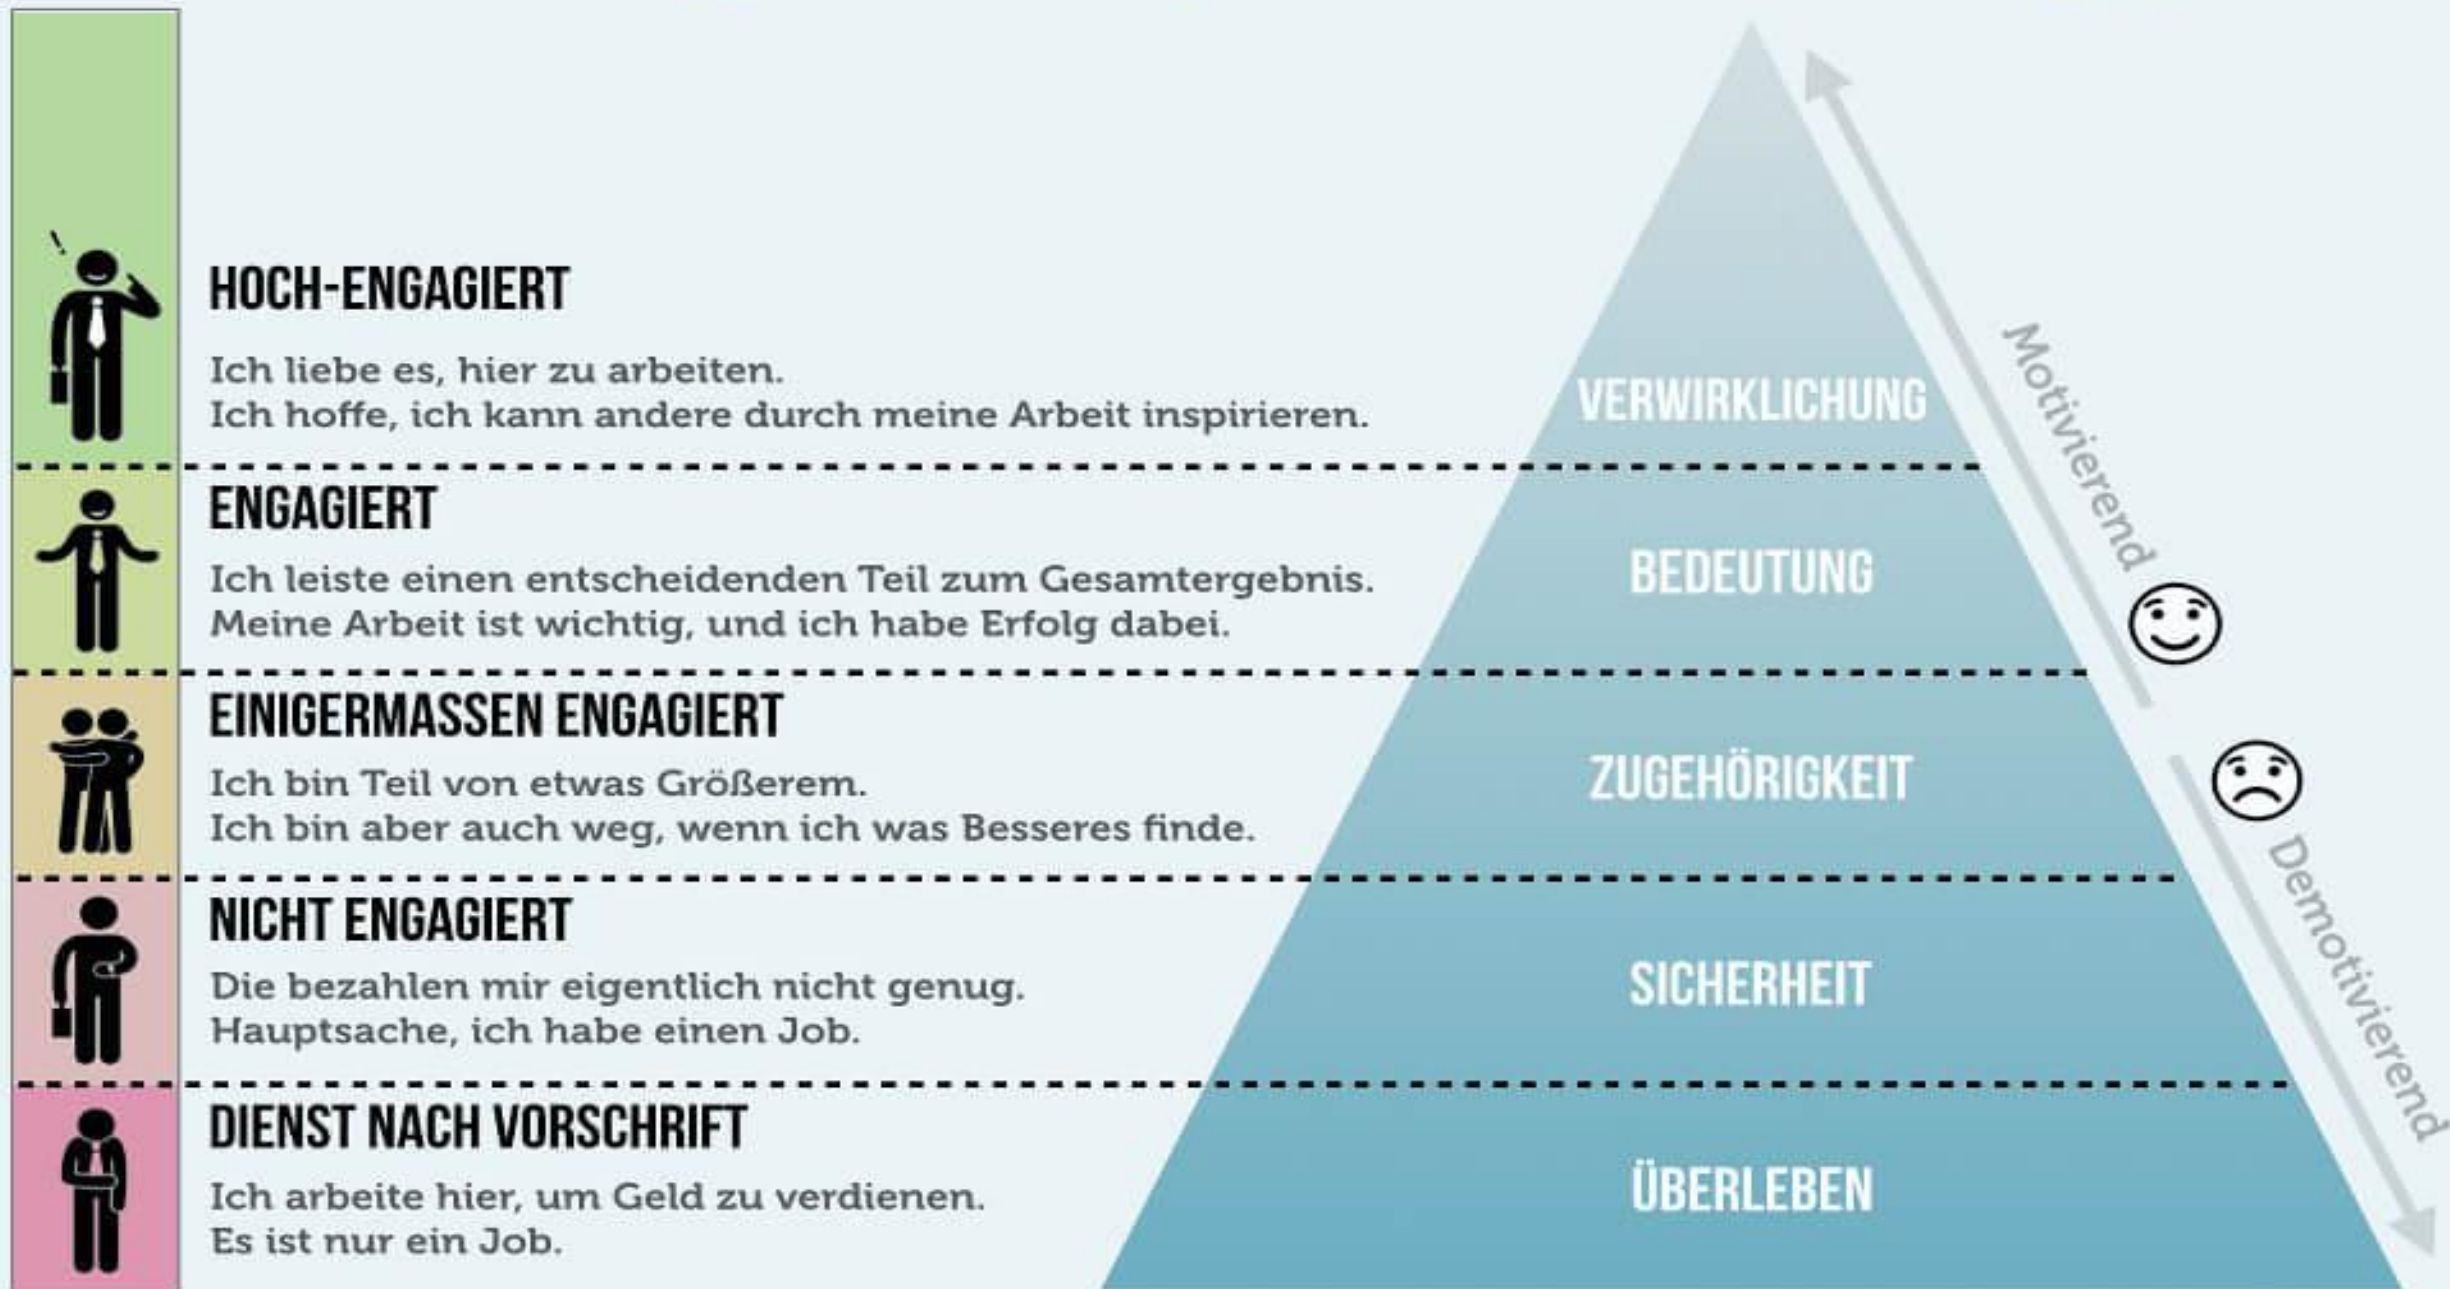 HOCH-ENGAGIERT
Ich liebe es, hier zu arbeiten.
Ich hoffe, ich kann andere durch meine Arbeit inspirieren.
VERWIRKLICHUNG
Motivierend
ENGAGIERT
Ich leiste einen entscheidenden Teil zum Gesamtergebnis.
Meine Arbeit ist wichtig, und ich habe Erfolg dabei.
BEDEUTUNG
EINIGERMASSEN ENGAGIERT
Ich bin Teil von etwas Größerem.
Ich bin aber auch weg, wenn ich was Besseres finde.
ZUGEHÖRIGKEIT
Demotivierend
NICHT ENGAGIERT
Die bezahlen mir eigentlich nicht genug.
Hauptsache, ich habe einen Job.
SICHERHEIT
DIENST NACH VORSCHRIFT
Ich arbeite hier, um Geld zu verdienen.
Es ist nur ein Job.
ÜBERLEBEN